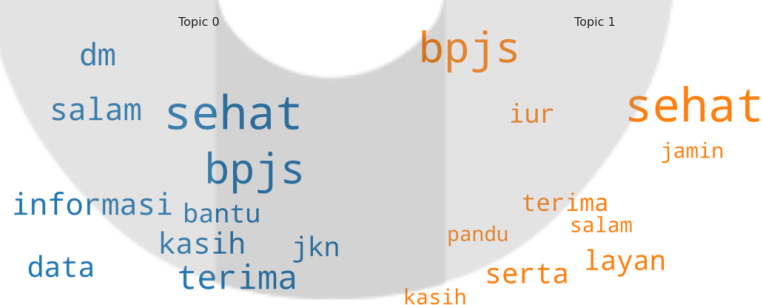 Topic 0
dm
salam
sehat
bpjs
informasi
bantu
kasih
jkn
data
terima
Topic 1
bpjs
iur
sehat
jamin
terima
salam
pandu
layan
serta
kasih